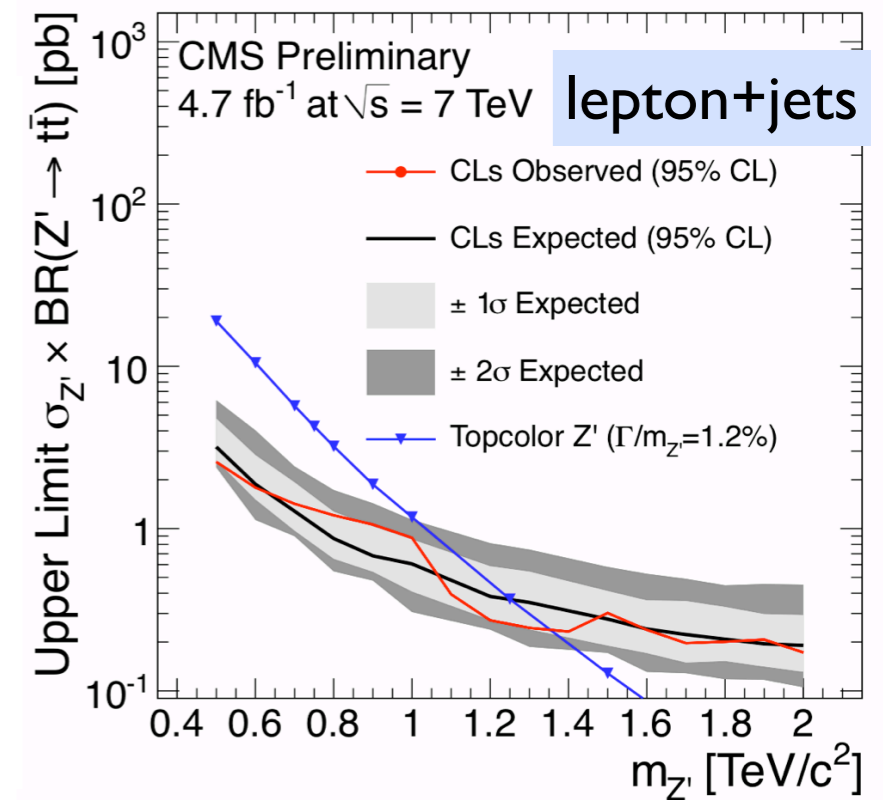 Upper Limit σ_Z' × BR(Z' → tt̄) [pb]
10³
10²
10
1
10⁻¹
CMS Preliminary
4.7 fb⁻¹ at √s = 7 TeV
lepton+jets
CLs Observed (95% CL)
CLs Expected (95% CL)
± 1σ Expected
± 2σ Expected
Topcolor Z' (Γ/m_Z'=1.2%)
0.4 0.6 0.8 1 1.2 1.4 1.6 1.8 2
m_Z' [TeV/c²]